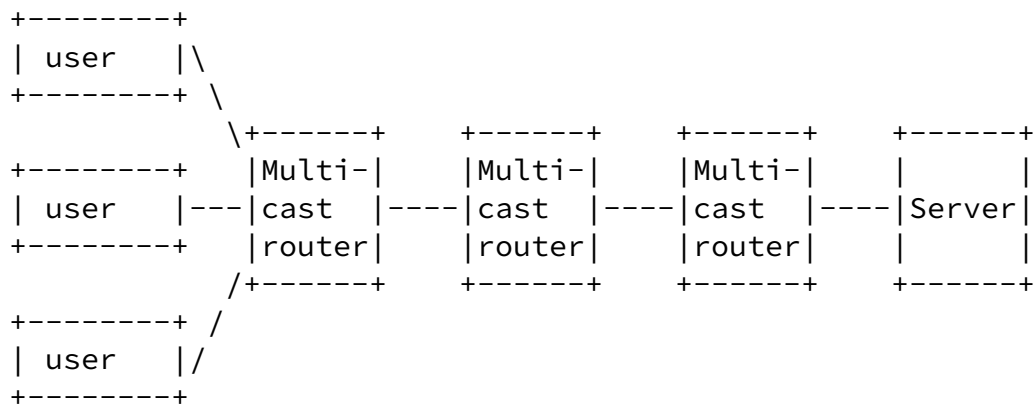 user
Multi- Multi- Multi-
user cast cast cast Server
router router router
user